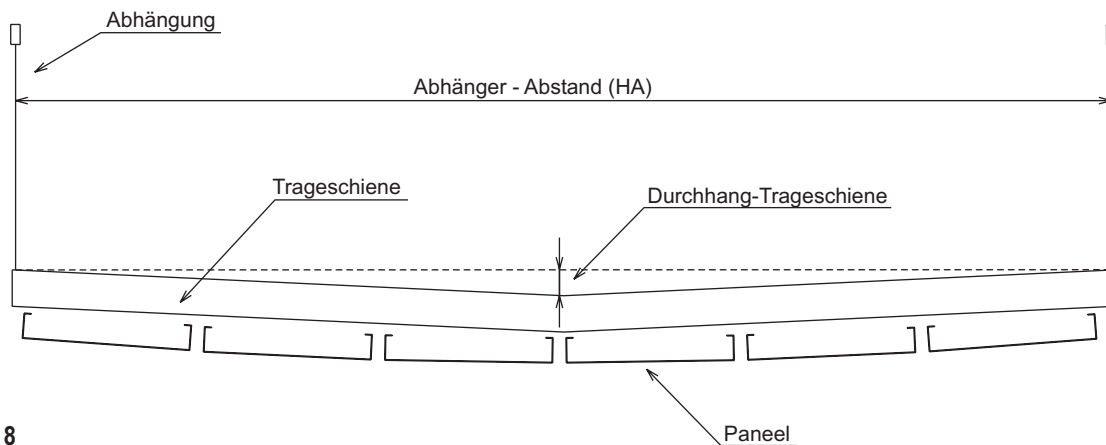 Abhängung
Abhänger - Abstand (HA)
Trageschiene
Durchhang-Trageschiene
Paneel
8